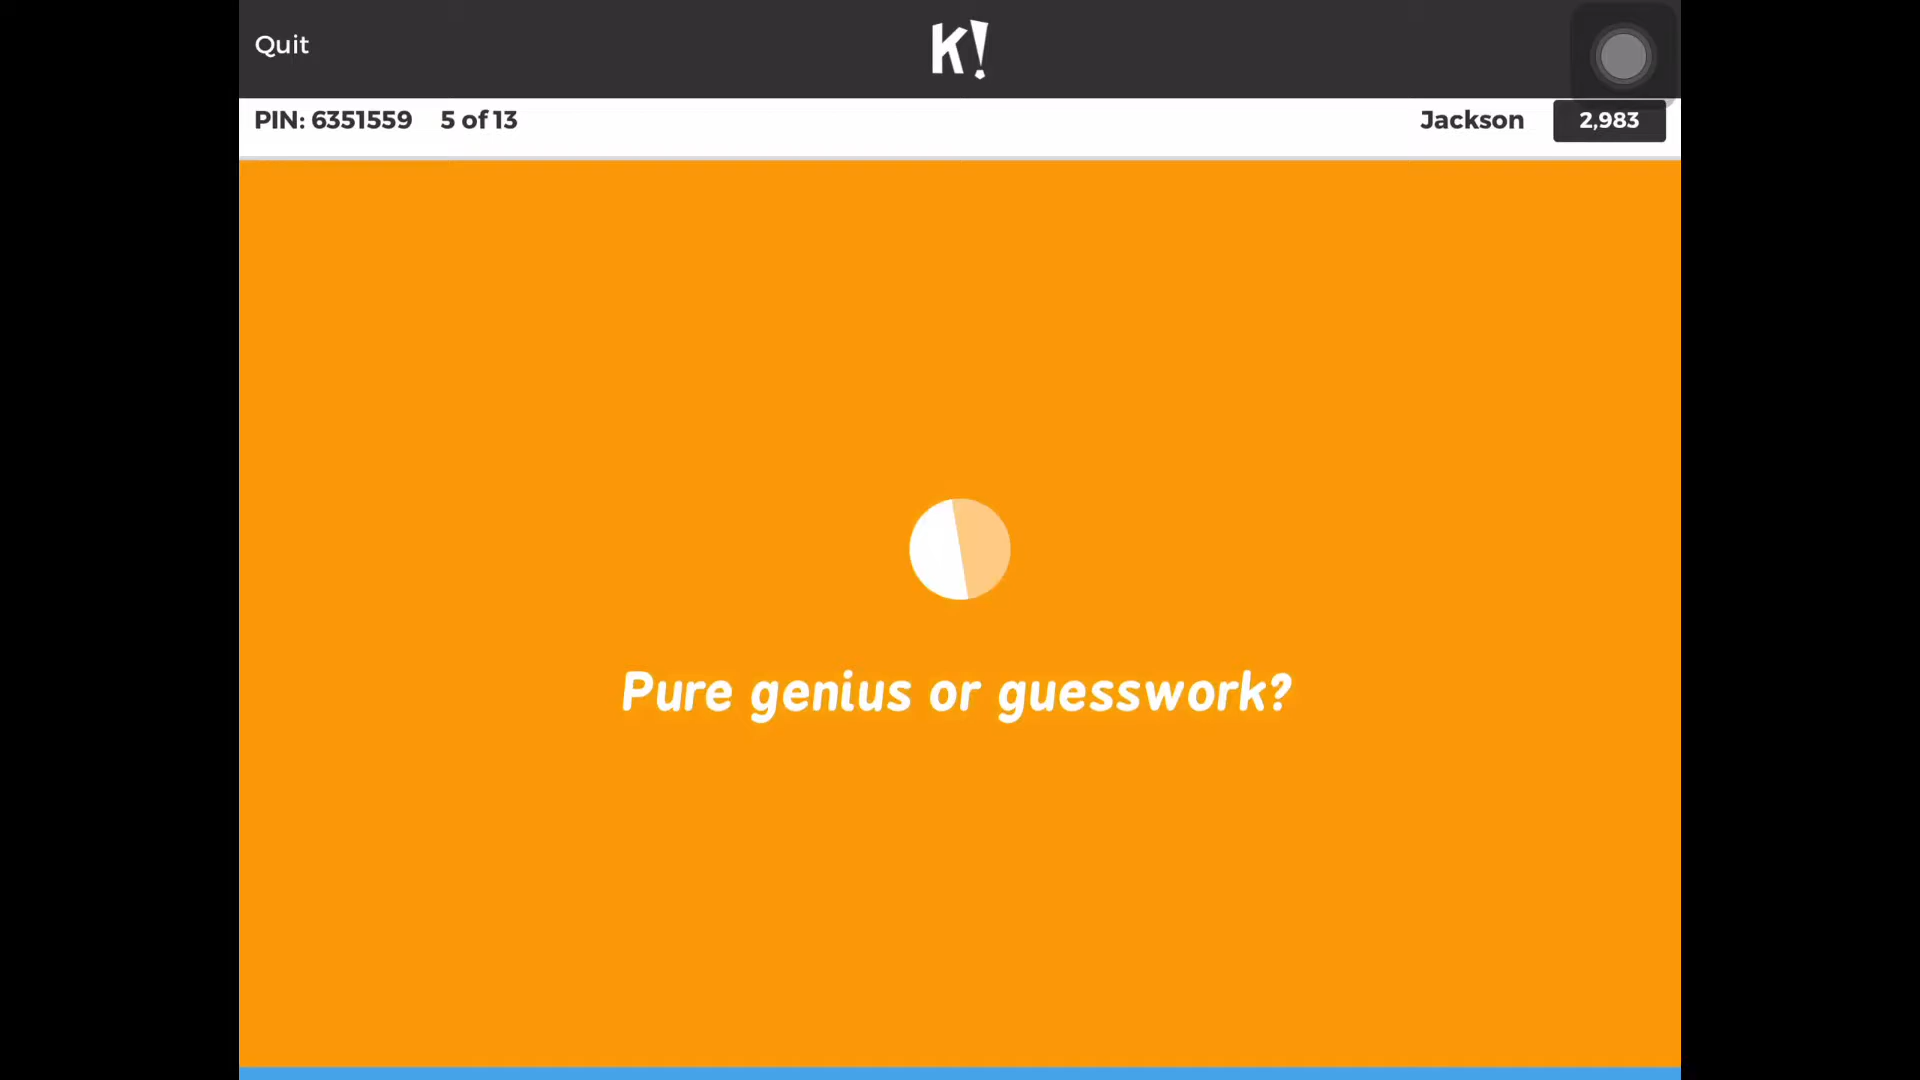 Quit
K!
PIN: 6351559 5 of 13 Jackson 2,983
Pure genius or guesswork?